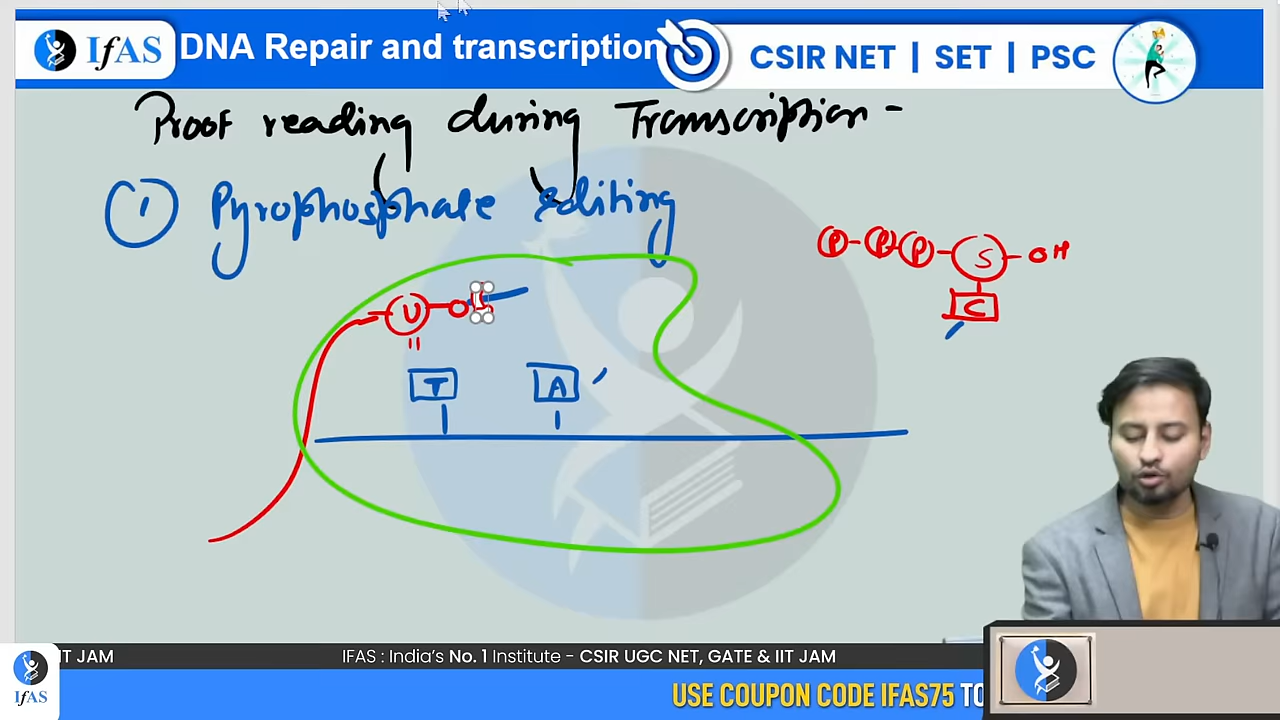 IfAS DNA Repair and transcription CSIR NET | SET | PSC
Proof reading during Transcription -
1 Pyrophosphate editing
P-P-P-S-OH
C
U-O
T A
IT JAM IFAS : India's No. 1 Institute - CSIR UGC NET, GATE & IIT JAM
IfAS
USE COUPON CODE IFAS75 TO